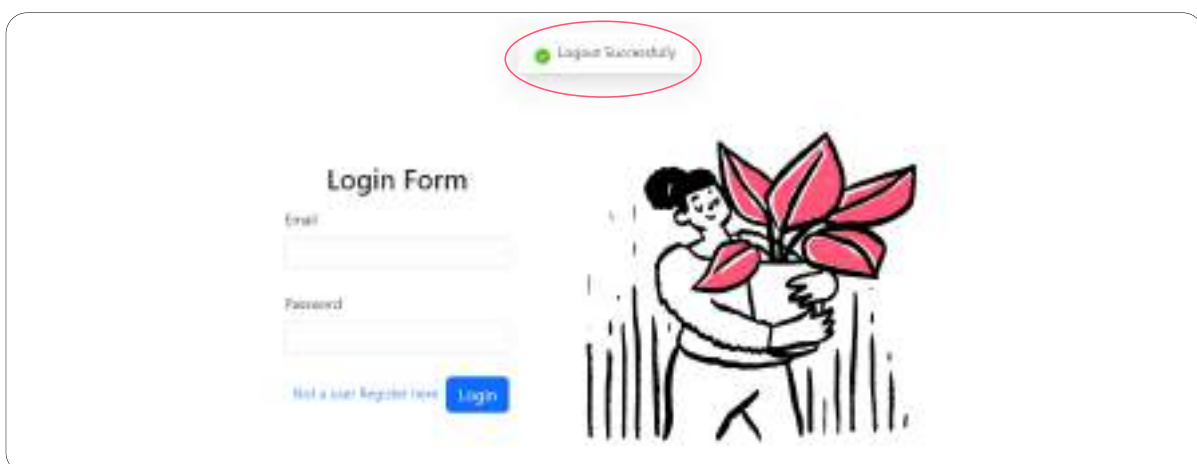 Logout Successfully
Login Form
Email
Password
Not a user Register here
Login